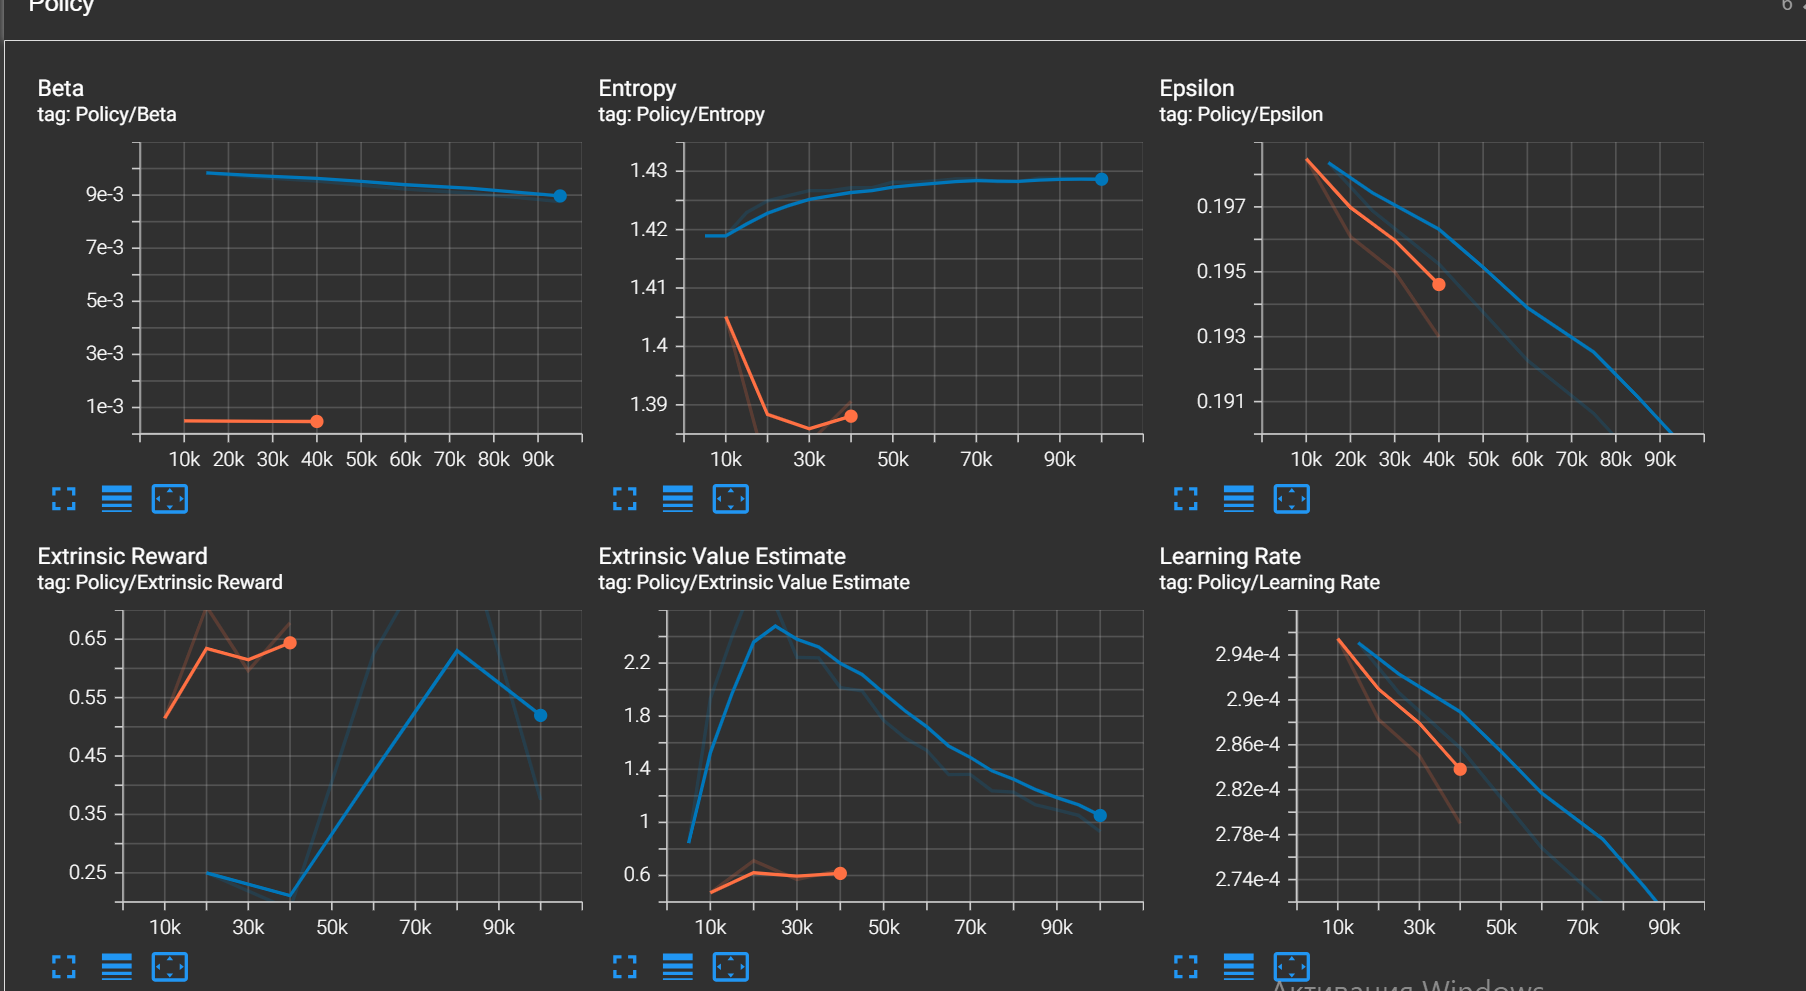 Policy
6
Beta
tag: Policy/Beta
9e-3
7e-3
5e-3
3e-3
1e-3
10k 20k 30k 40k 50k 60k 70k 80k 90k
Entropy
tag: Policy/Entropy
1.43
1.42
1.41
1.4
1.39
10k 30k 50k 70k 90k
Epsilon
tag: Policy/Epsilon
0.197
0.195
0.193
0.191
10k 20k 30k 40k 50k 60k 70k 80k 90k
Extrinsic Reward
tag: Policy/Extrinsic Reward
0.65
0.55
0.45
0.35
0.25
10k 30k 50k 70k 90k
Extrinsic Value Estimate
tag: Policy/Extrinsic Value Estimate
2.2
1.8
1.4
1
0.6
10k 30k 50k 70k 90k
Learning Rate
tag: Policy/Learning Rate
2.94e-4
2.9e-4
2.86e-4
2.82e-4
2.78e-4
2.74e-4
10k 30k 50k 70k 90k
Активация Windows